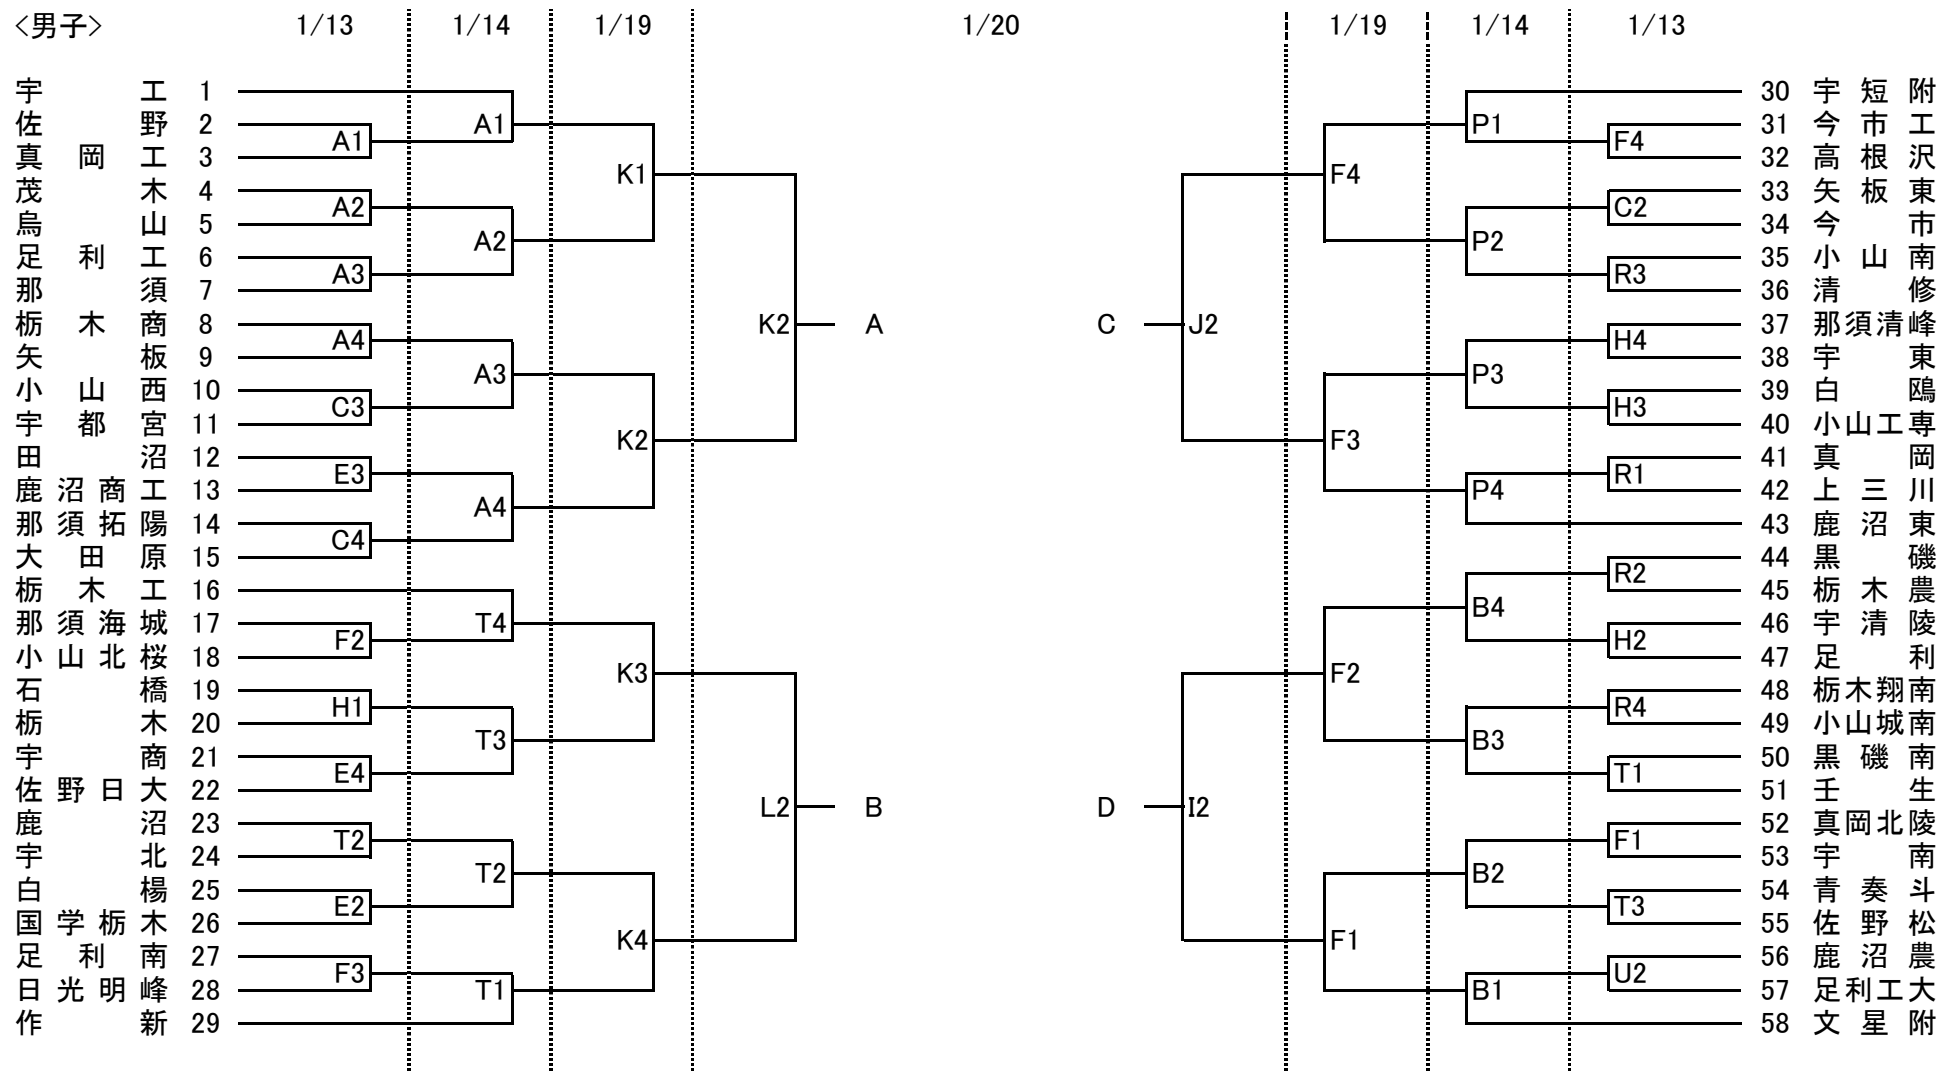 <男子> 1/13 1/14 1/19 1/20 1/19 1/14 1/13
宇工 1 30 宇短附
佐野 2 A1 P1 31 今市工
A1 F4
真岡工 3 32 高根沢
K1 F4
茂木 4 33 矢板東
A2 C2
烏山 5 34 今市
A2 P2
足利工 6 35 小山南
A3 R3
那須 7 36 清修
栃木商 8 K2 A C J2 37 那須清峰
A4 H4
矢板 9 38 宇東
A3 P3
小山西 10 39 白鴎
C3 H3
宇都宮 11 40 小山工専
K2 F3
田沼 12 41 真岡
E3 R1
鹿沼商工 13 P4 42 上三川
A4
那須拓陽 14 43 鹿沼東
C4
大田原 15 44 黒磯
R2
栃木工 16 45 栃木農
B4
那須海城 17 T4 46 宇清陵
F2 H2
小山北桜 18 47 足利
K3 F2
石橋 19 48 栃木翔南
H1 R4
栃木 20 49 小山城南
T3 B3
宇商 21 50 黒磯南
E4 T1
佐野日大 22 51 壬生
L2 B D I2
鹿沼 23 52 真岡北陵
T2 F1
宇北 24 53 宇南
T2 B2
白楊 25 54 青奏斗
E2 T3
国学栃木 26 55 佐野松
K4 F1
足利南 27 56 鹿沼農
F3 U2
日光明峰 28 T1 B1 57 足利工大
作新 29 58 文星附